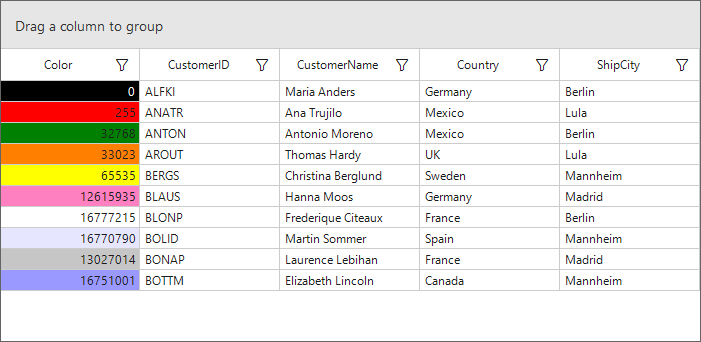 Drag a column to group
Color CustomerID CustomerName Country ShipCity
0 ALFKI Maria Anders Germany Berlin
255 ANATR Ana Trujilo Mexico Lula
32768 ANTON Antonio Moreno Mexico Berlin
33023 AROUT Thomas Hardy UK Lula
65535 BERGS Christina Berglund Sweden Mannheim
12615935 BLAUS Hanna Moos Germany Madrid
16777215 BLONP Frederique Citeaux France Berlin
16770790 BOLID Martin Sommer Spain Mannheim
13027014 BONAP Laurence Lebihan France Madrid
16751001 BOTTM Elizabeth Lincoln Canada Mannheim